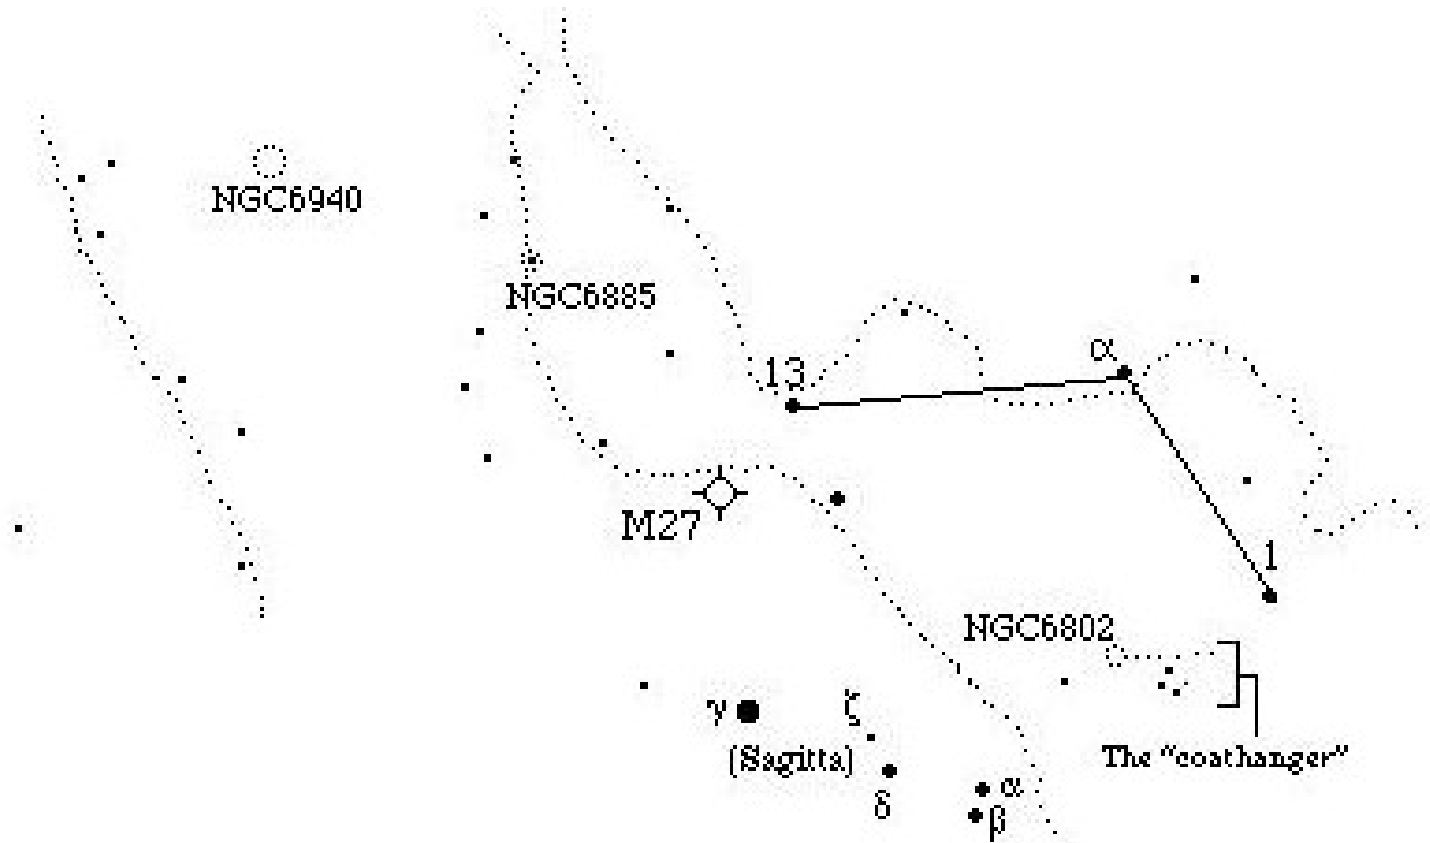 NGC6940
NGC6885
13
α
M27
1
NGC6802
γ
ζ
(Sagitta)
The "coathanger"
δ
α
β